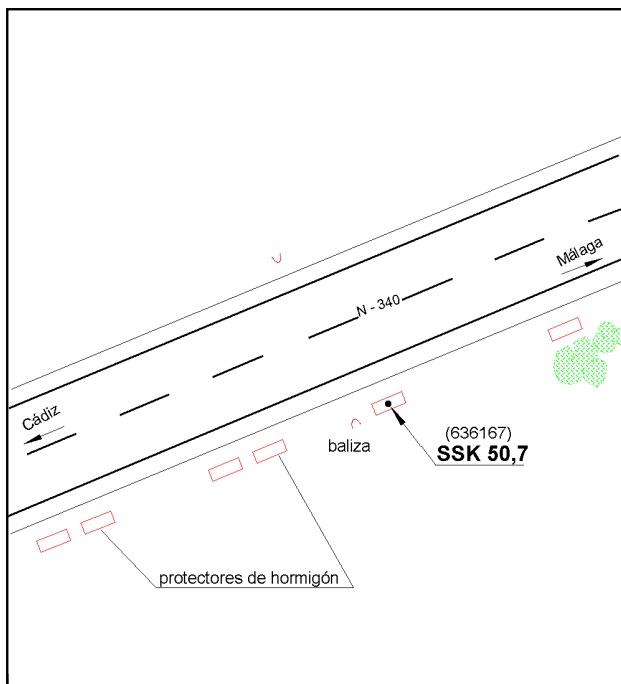 Málaga
N - 340
Cádiz
(636167)
baliza
SSK 50,7
protectores de hormigón